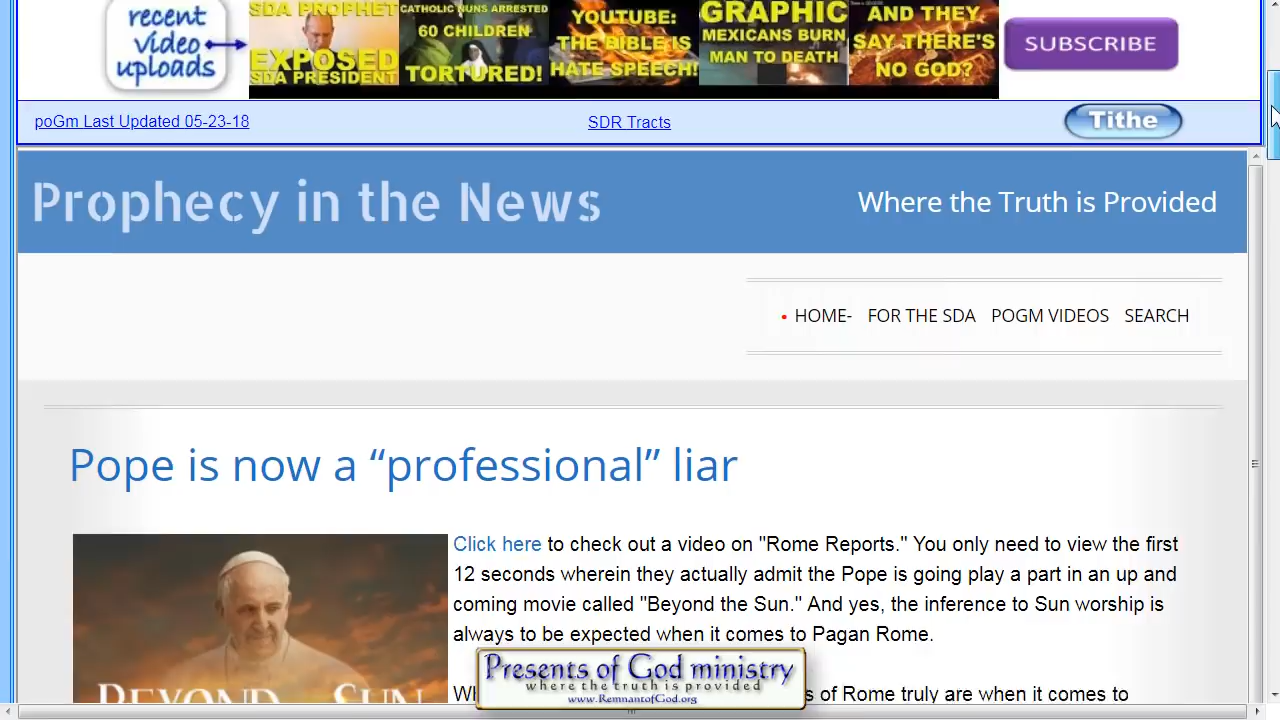 recent
video
uploads
SDA PROPHET
EXPOSED
SDA PRESIDENT
CATHOLIC NUNS ARRESTED
60 CHILDREN
TORTURED!
YOUTUBE:
THE BIBLE IS
HATE SPEECH!
GRAPHIC
MEXICANS BURN
MAN TO DEATH
AND THEY
SAY THERE'S
NO GOD?
SUBSCRIBE
poGm Last Updated 05-23-18
SDR Tracts
Tithe
Prophecy in the News
Where the Truth is Provided
HOME- FOR THE SDA POGM VIDEOS SEARCH
Pope is now a “professional” liar
Click here to check out a video on "Rome Reports." You only need to view the first
12 seconds wherein they actually admit the Pope is going play a part in an up and
coming movie called "Beyond the Sun." And yes, the inference to Sun worship is
always to be expected when it comes to Pagan Rome.
BEYOND SUN
s of Rome truly are when it comes to
Presents of God ministry
where the truth is provided
www.RemnantofGod.org